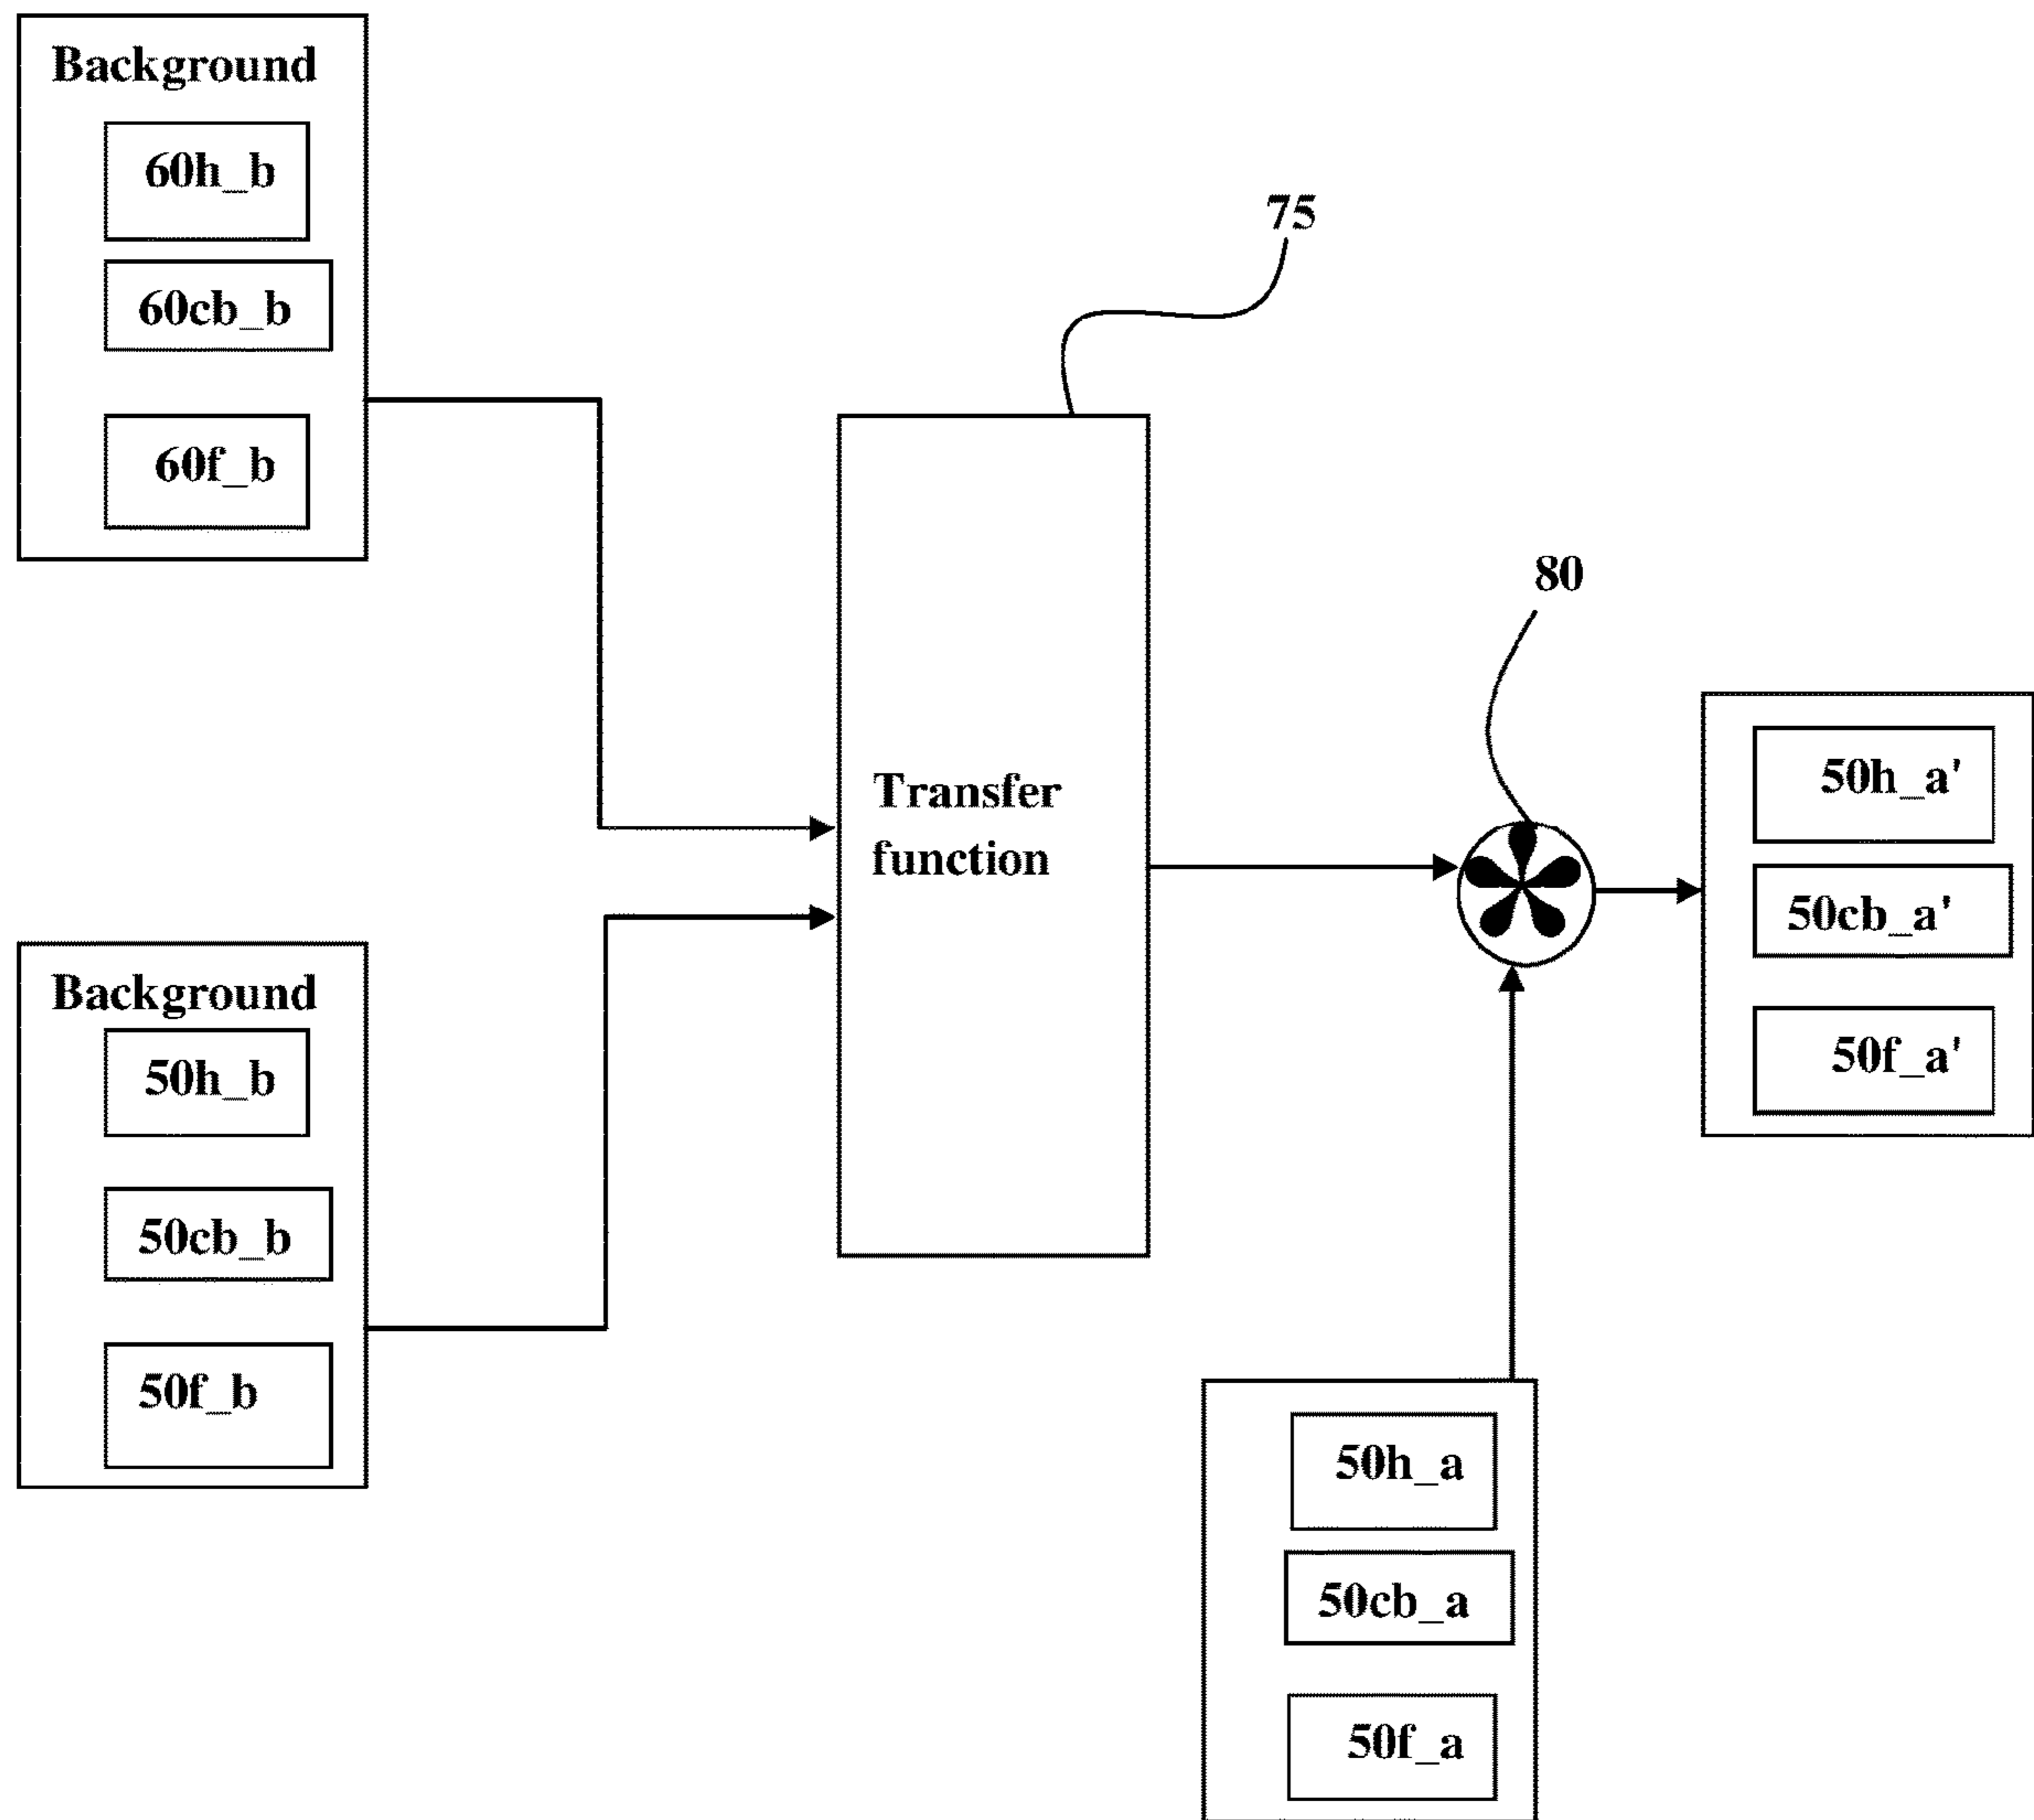 Background
60h_b
60cb_b
60f_b
75
80
Transfer
function
Background
50h_b
50cb_b
50f_b
50h_a'
50cb_a'
50f_a'
50h_a
50cb_a
50f_a